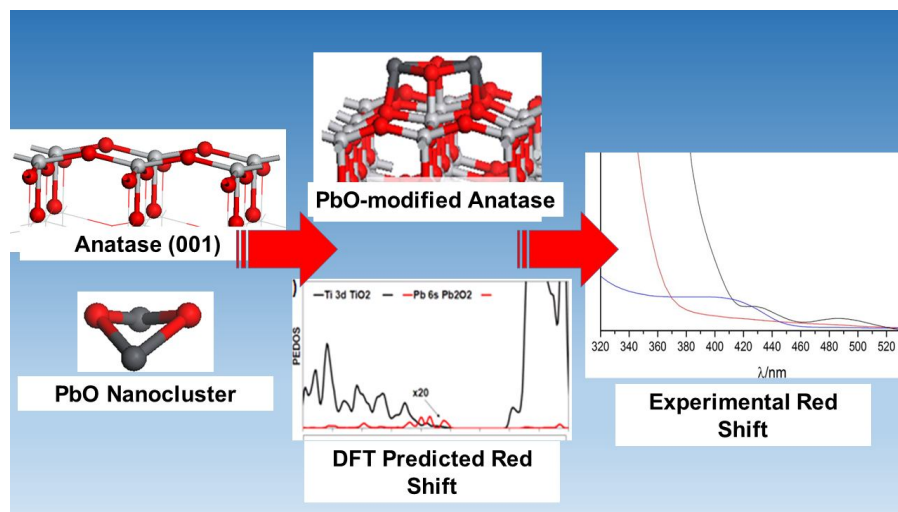 Anatase (001)
PbO Nanocluster
PbO-modified Anatase
)
Ti 3d TiO2
Pb 6s Pb2O2
PEDOS
x20
DFT Predicted Red
Shift
320 340 360 380 400 420 440 460 480 500 520
λ/nm
Experimental Red
Shift